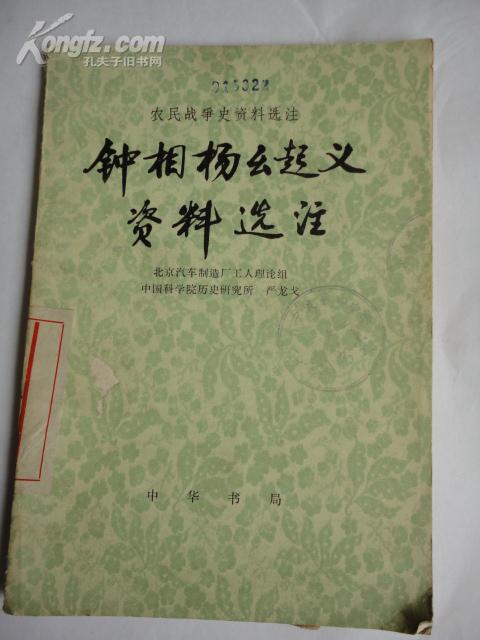 Kongfz.com
孔夫子旧书网
015322
农民战争史资料选注
钟相杨幺起义
资料选注
北京汽车制造厂工人理论组
中国科学院历史研究所 严龙戈
中华书局